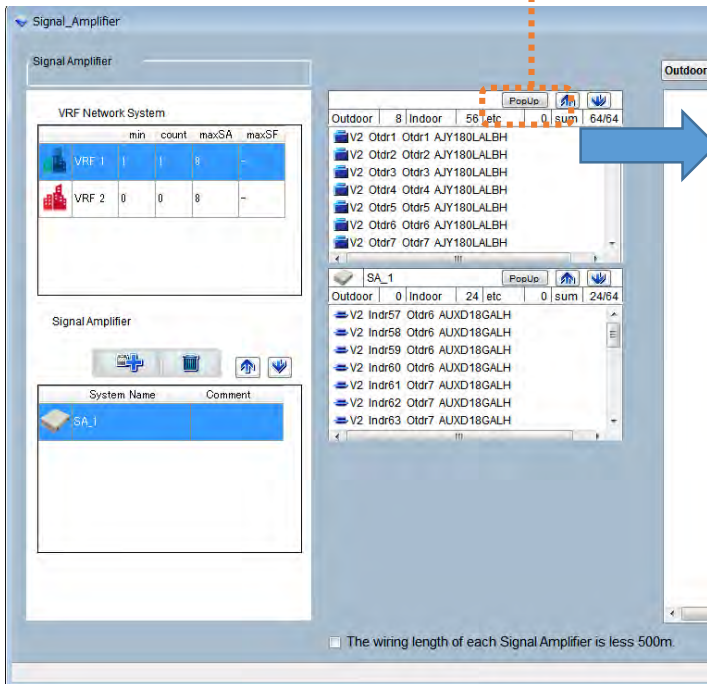 Signal_Amplifier
Signal Amplifier
VRF Network System
min count maxSA maxSF
VRF 1 1 1 8 -
VRF 2 0 0 8 -
Signal Amplifier
System Name Comment
SA_1
PopUp
Outdoor 8 Indoor 56 etc 0 sum 64/64
V2 Otdr1 Otdr1 AJY180LALBH
V2 Otdr2 Otdr2 AJY180LALBH
V2 Otdr3 Otdr3 AJY180LALBH
V2 Otdr4 Otdr4 AJY180LALBH
V2 Otdr5 Otdr5 AJY180LALBH
V2 Otdr6 Otdr6 AJY180LALBH
V2 Otdr7 Otdr7 AJY180LALBH
SA_1 PopUp
Outdoor 0 Indoor 24 etc 0 sum 24/64
V2 Indr57 Otdr6 AUXD18GALH
V2 Indr58 Otdr6 AUXD18GALH
V2 Indr59 Otdr6 AUXD18GALH
V2 Indr60 Otdr6 AUXD18GALH
V2 Indr61 Otdr7 AUXD18GALH
V2 Indr62 Otdr7 AUXD18GALH
V2 Indr63 Otdr7 AUXD18GALH
Outdoor
The wiring length of each Signal Amplifier is less 500m.